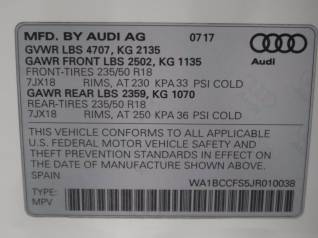 MFD. BY AUDI AG 07 17
GVWR LBS 4707, KG 2135
GAWR FRONT LBS 2502, KG 1135
FRONT-TIRES 235/50 R18
7JX18 RIMS, AT 230 KPA 33 PSI COLD
GAWR REAR LBS 2359, KG 1070
REAR-TIRES 235/50 R18
7JX18 RIMS, AT 250 KPA 36 PSI COLD
Audi
THIS VEHICLE CONFORMS TO ALL APPLICABLE
U.S. FEDERAL MOTOR VEHICLE SAFETY AND
THEFT PREVENTION STANDARDS IN EFFECT ON
THE DATE OF MANUFACTURE SHOWN ABOVE.
SPAIN WA1BCCFS5JR010038
TYPE:
MPV